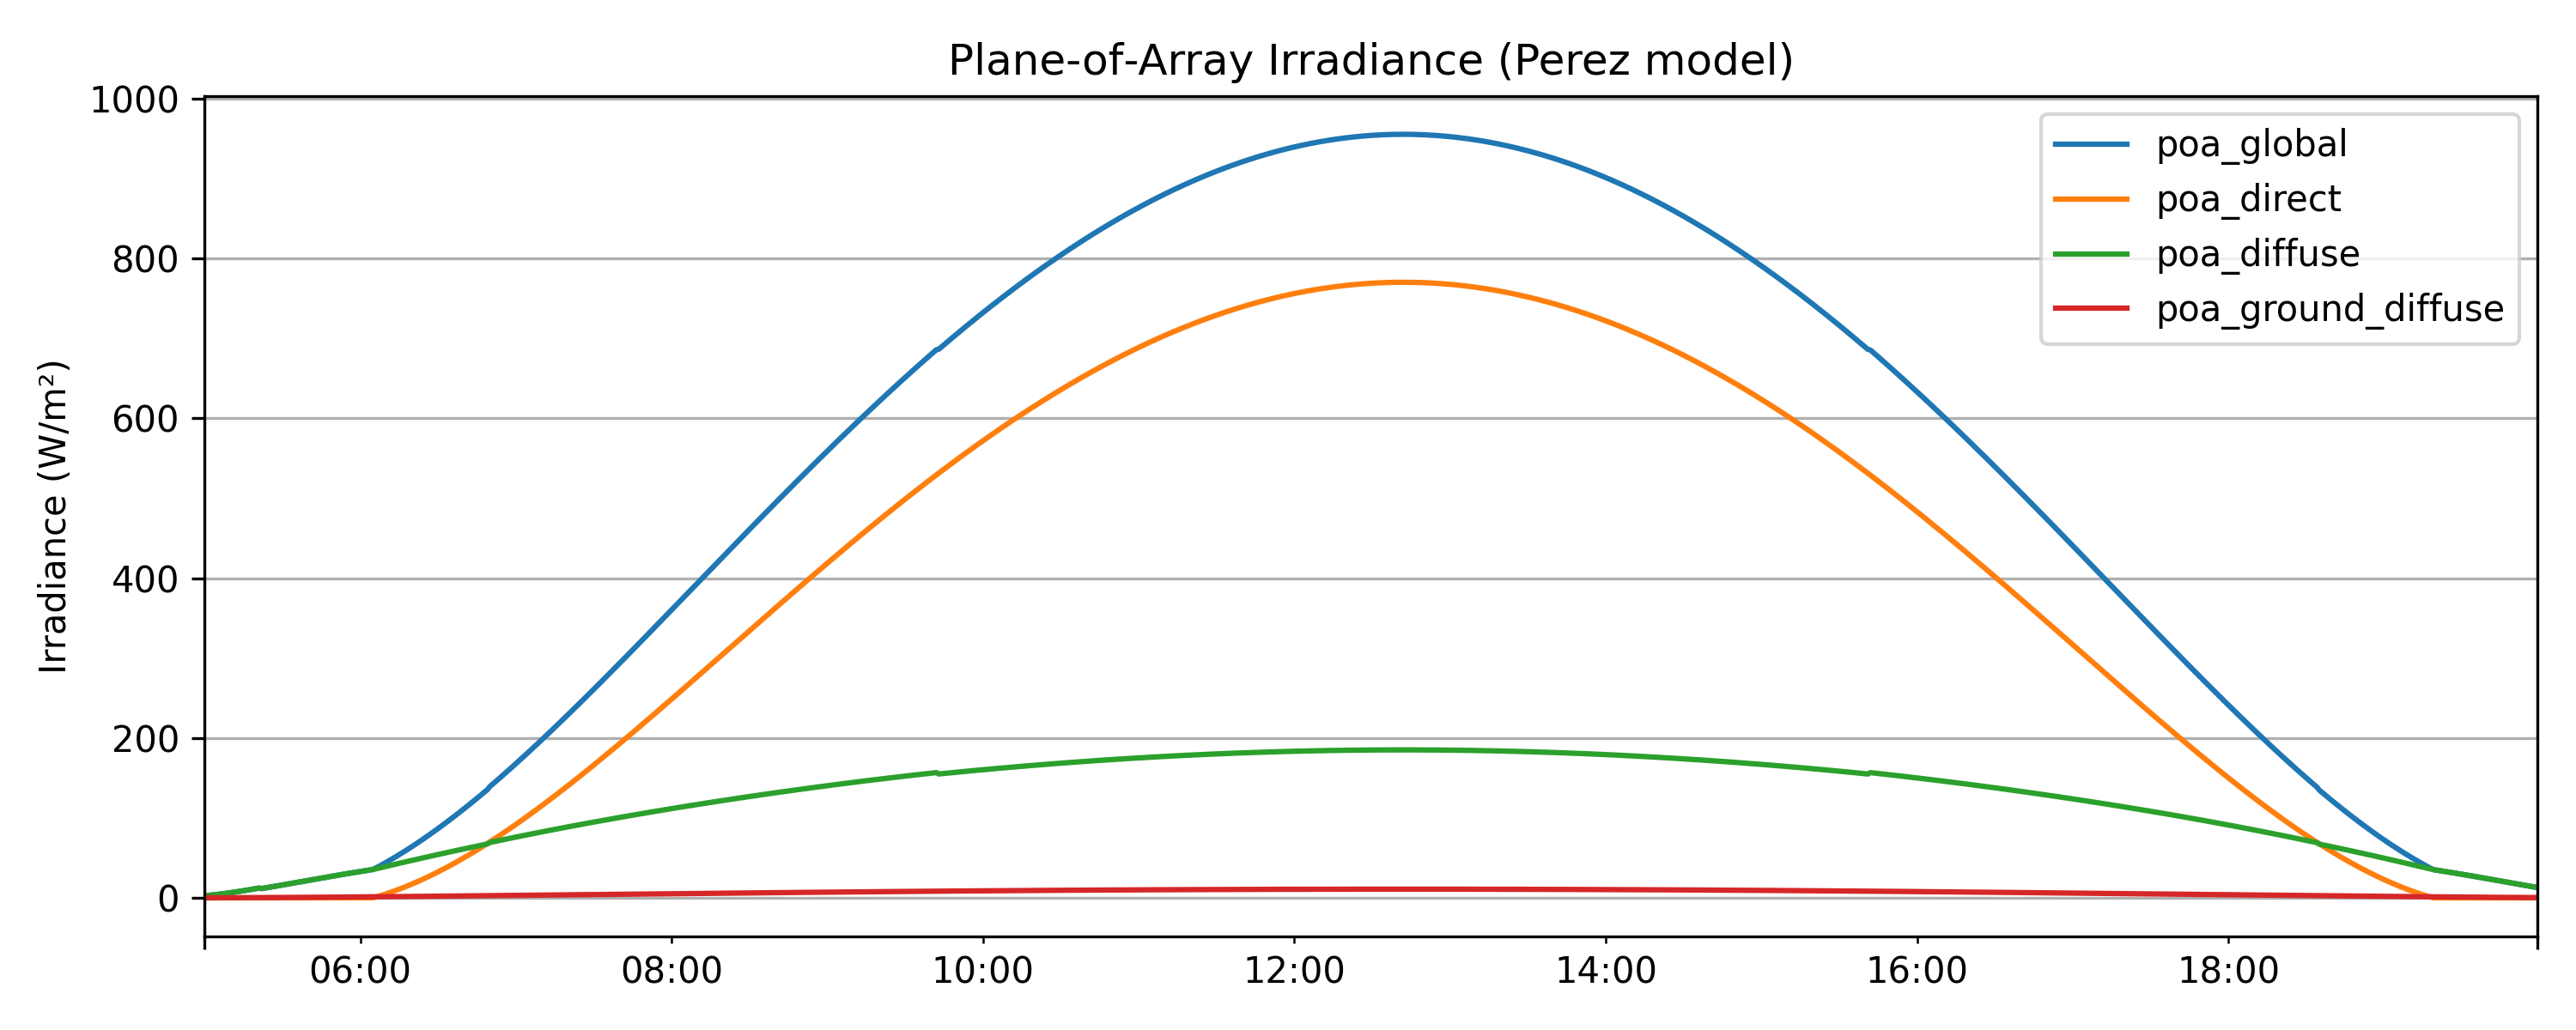 Plane-of-Array Irradiance (Perez model)
1000
800
600
400
200
0
Irradiance (W/m²)
poa_global
poa_direct
poa_diffuse
poa_ground_diffuse
06:00 08:00 10:00 12:00 14:00 16:00 18:00